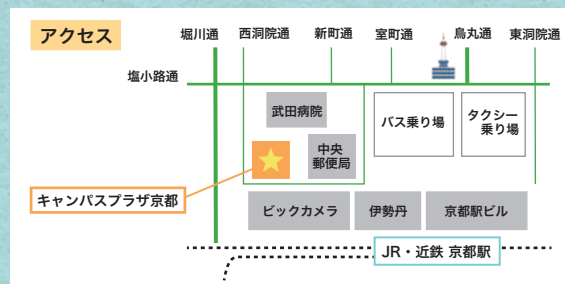 アクセス
堀川通
西洞院通
新町通
室町通
烏丸通
東洞院通
塩小路通
武田病院
バス乗り場
タクシー
乗り場
中央
郵便局
キャンパスプラザ京都
ビックカメラ
伊勢丹
京都駅ビル
JR・近鉄 京都駅